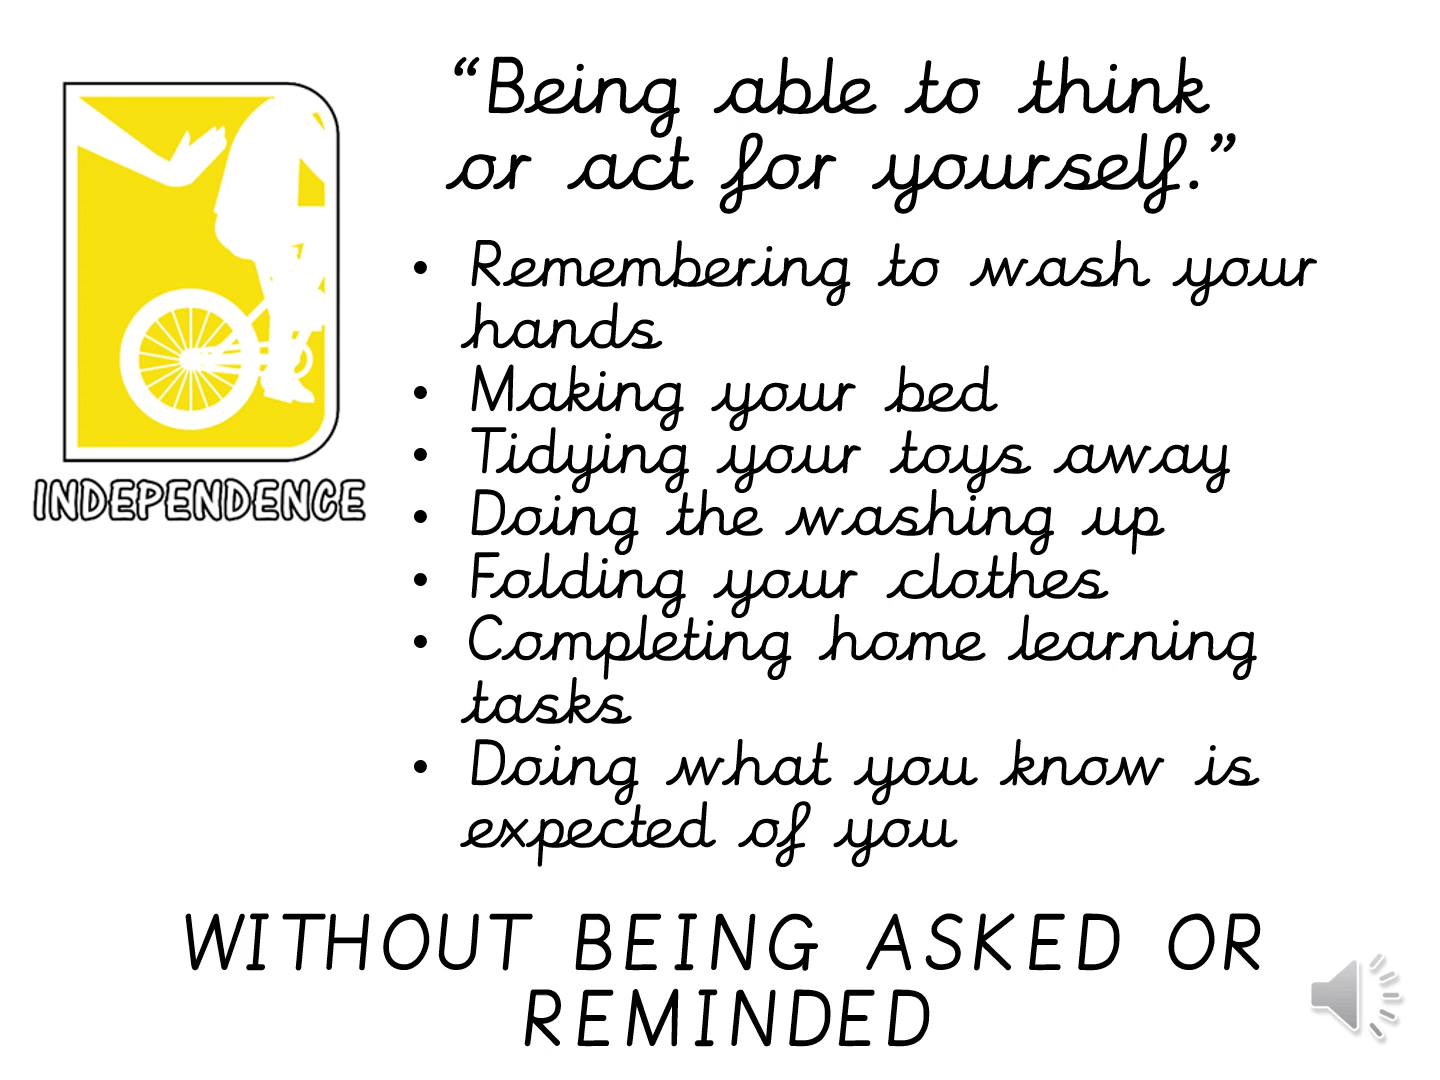 “Being able to think
or act for yourself.”
INDEPENDENCE
• Remembering to wash your
hands
• Making your bed
• Tidying your toys away
• Doing the washing up
• Folding your clothes
• Completing home learning
tasks
• Doing what you know is
expected of you
WITHOUT BEING ASKED OR
REMINDED